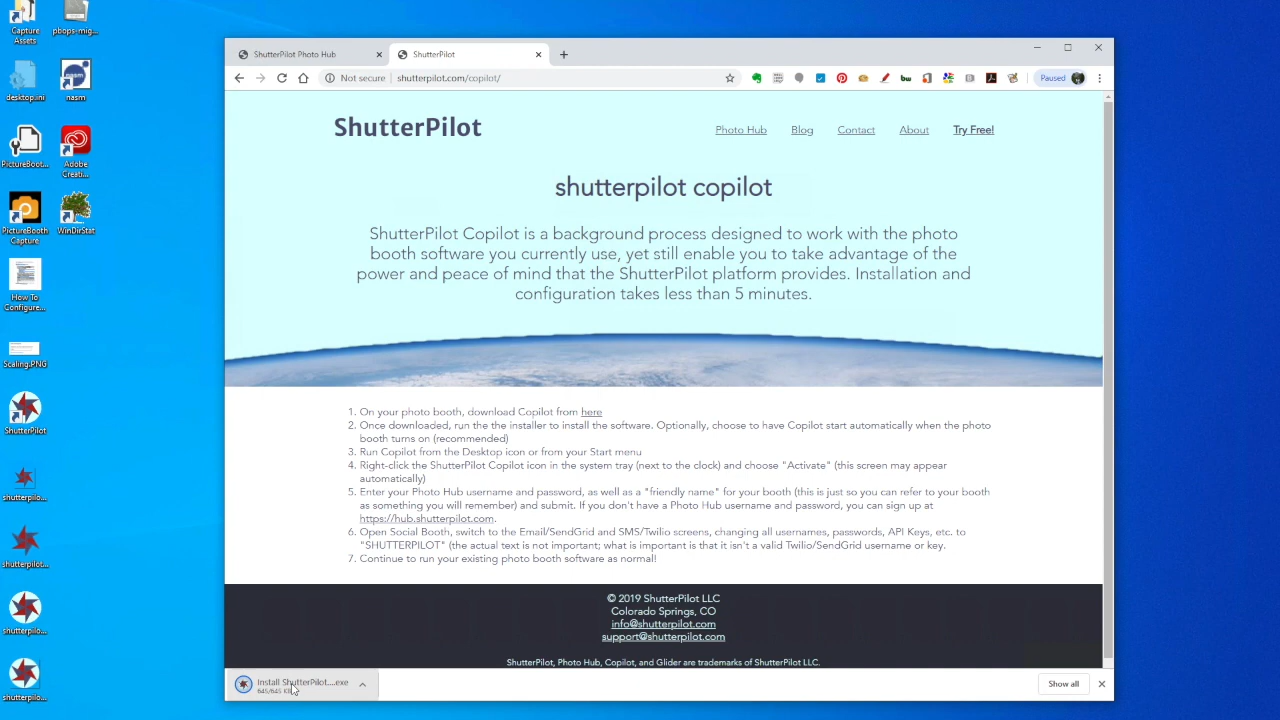 Capture
Assets
pbops-mig...
desktop.ini
nasm
PictureBoot...
Adobe
Creati...
PictureBooth
Capture
WinDirStat
How To
Configure...
Scaling.PNG
ShutterPilot
shutterpilo...
shutterpilot...
shutterpilo...
shutterpilo...
ShutterPilot Photo Hub
ShutterPilot
Not secure
shutterpilot.com/copilot/
Paused
ShutterPilot
Photo Hub
Blog
Contact
About
Try Free!
shutterpilot copilot
ShutterPilot Copilot is a background process designed to work with the photo
booth software you currently use, yet still enable you to take advantage of the
power and peace of mind that the ShutterPilot platform provides. Installation and
configuration takes less than 5 minutes.
1. On your photo booth, download Copilot from here
2. Once downloaded, run the the installer to install the software. Optionally, choose to have Copilot start automatically when the photo
booth turns on (recommended)
3. Run Copilot from the Desktop icon or from your Start menu
4. Right-click the ShutterPilot Copilot icon in the system tray (next to the clock) and choose "Activate" (this screen may appear
automatically)
5. Enter your Photo Hub username and password, as well as a "friendly name" for your booth (this is just so you can refer to your booth
as something you will remember) and submit. If you don't have a Photo Hub username and password, you can sign up at
https://hub.shutterpilot.com.
6. Open Social Booth, switch to the Email/SendGrid and SMS/Twilio screens, changing all usernames, passwords, API Keys, etc. to
"SHUTTERPILOT" (the actual text is not important; what is important is that it isn't a valid Twilio/SendGrid username or key.
7. Continue to run your existing photo booth software as normal!
© 2019 ShutterPilot LLC
Colorado Springs, CO
info@shutterpilot.com
support@shutterpilot.com
ShutterPilot, Photo Hub, Copilot, and Glider are trademarks of ShutterPilot LLC.
Install ShutterPilot....exe
645/645 KB
Show all